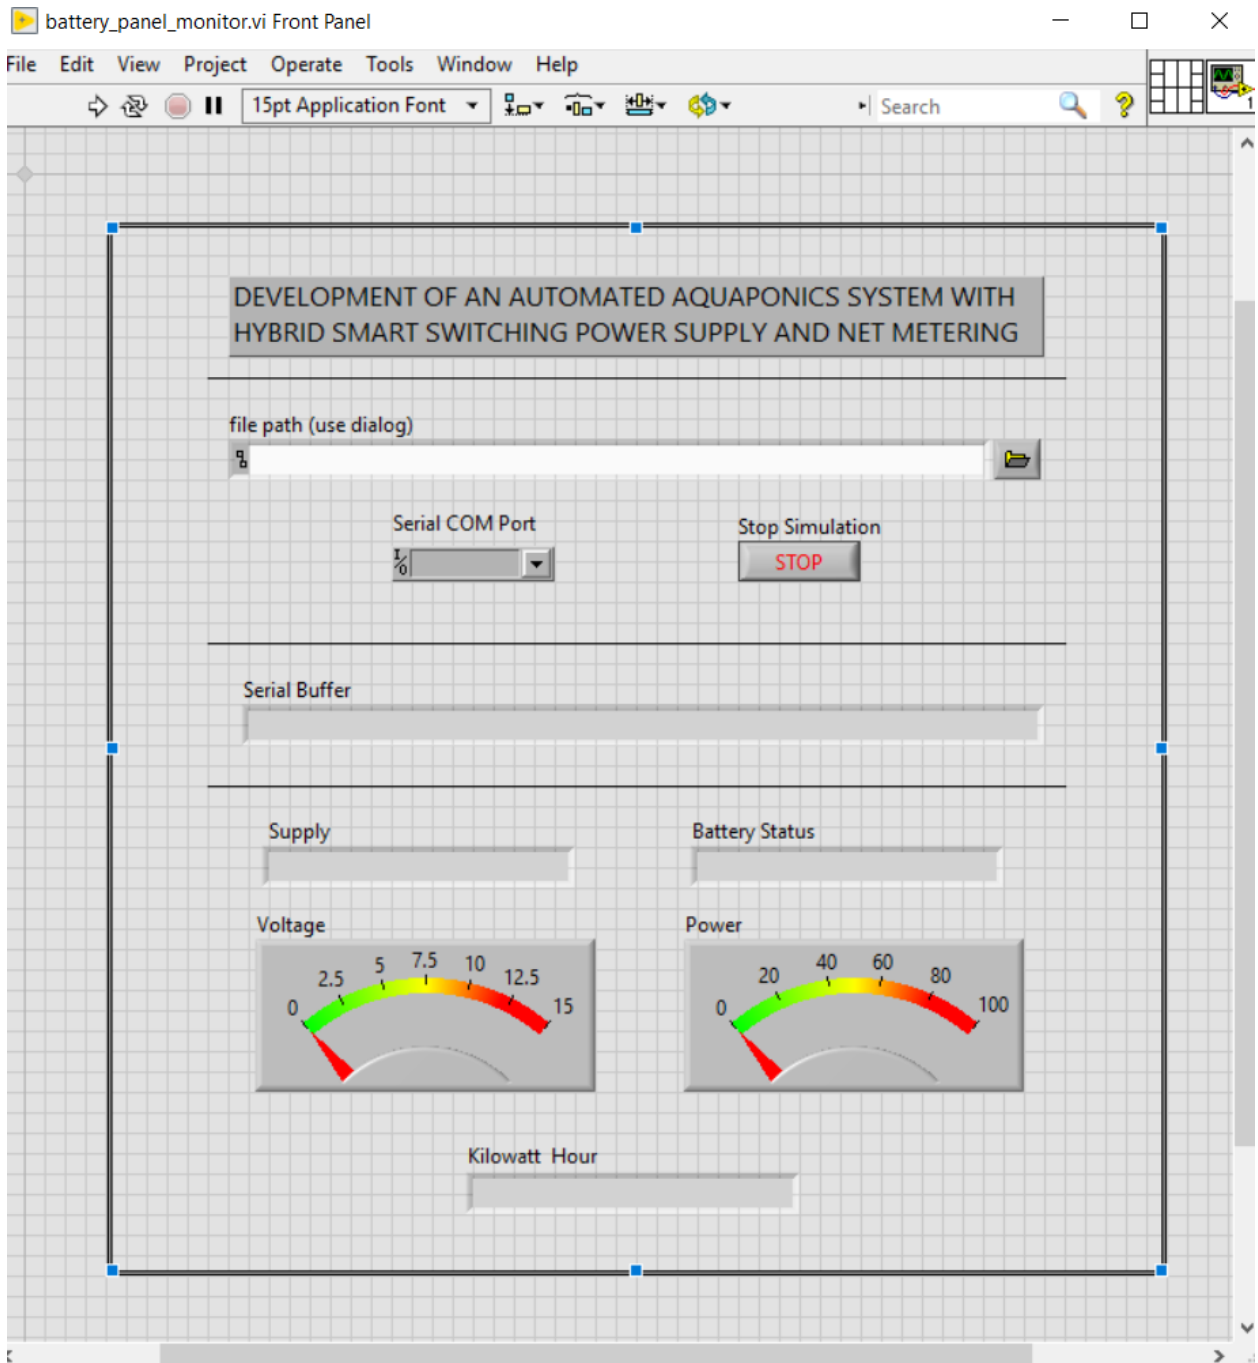 battery_panel_monitor.vi Front Panel
File Edit View Project Operate Tools Window Help
15pt Application Font Search
1
DEVELOPMENT OF AN AUTOMATED AQUAPONICS SYSTEM WITH
HYBRID SMART SWITCHING POWER SUPPLY AND NET METERING
file path (use dialog)
Serial COM Port
Stop Simulation
I/O
STOP
Serial Buffer
Supply Battery Status
Voltage
0 2.5 5 7.5 10 12.5 15
Power
0 20 40 60 80 100
Kilowatt Hour